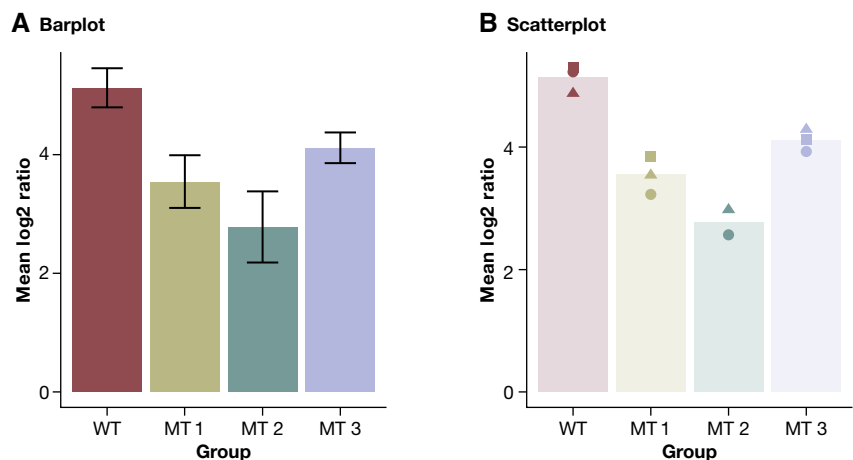 A Barplot
Mean log2 ratio
4
2
0
WT MT 1 MT 2 MT 3
Group
B Scatterplot
Mean log2 ratio
4
2
0
WT MT 1 MT 2 MT 3
Group